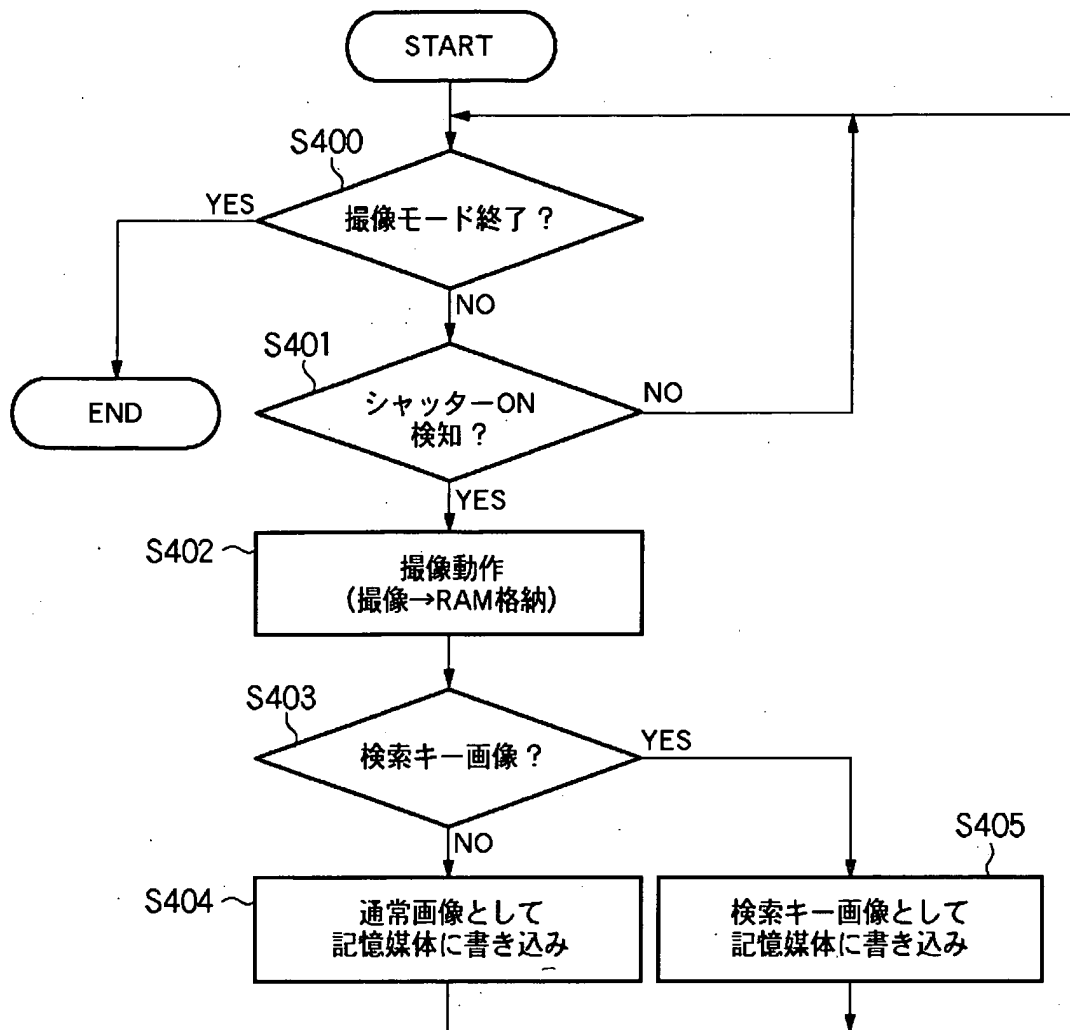 START
S400
YES
撮像モード終了？
NO
S401
END
シャッターON
検知？
NO
YES
S402
撮像動作
(撮像→RAM格納)
S403
検索キー画像？
YES
NO
S405
S404
通常画像として
記憶媒体に書き込み
検索キー画像として
記憶媒体に書き込み